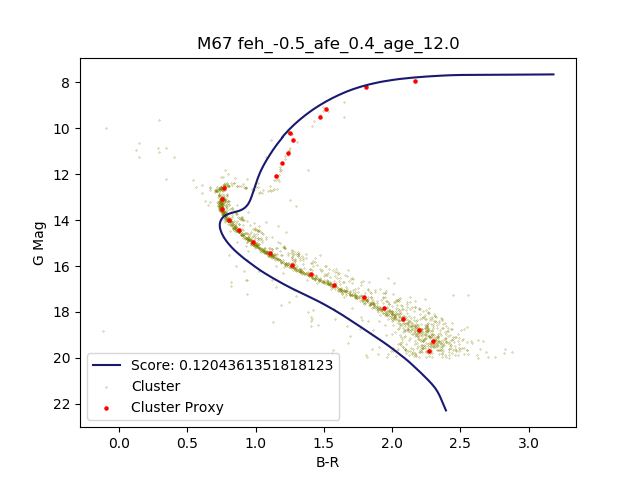 M67 feh_-0.5_afe_0.4_age_12.0
8
10
12
14
16
18
20
22
G Mag
Score: 0.1204361351818123
Cluster
Cluster Proxy
0.0 0.5 1.0 1.5 2.0 2.5 3.0
B-R